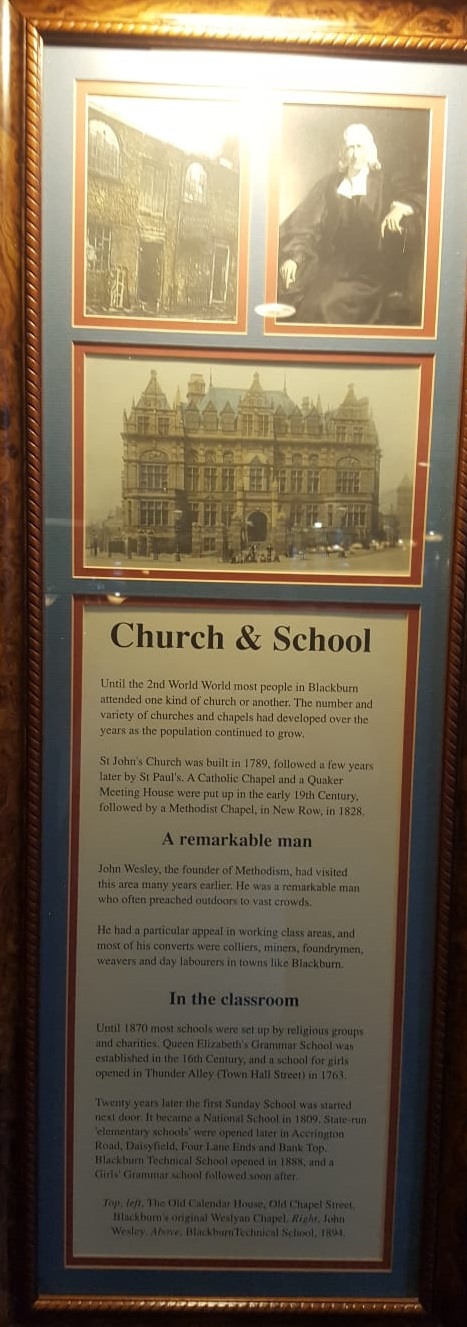 Church & School
Until the 2nd World World most people in Blackburn
attended one kind of church or another. The number and
variety of churches and chapels had developed over the
years as the population continued to grow.
St John's Church was built in 1789, followed a few years
later by St Paul's. A Catholic Chapel and a Quaker
Meeting House were put up in the early 19th Century,
followed by a Methodist Chapel, in New Row, in 1828.
A remarkable man
John Wesley, the founder of Methodism, had visited
this area many years earlier. He was a remarkable man
who often preached outdoors to vast crowds.
He had a particular appeal in working class areas, and
most of his converts were colliers, miners, foundrymen,
weavers and day labourers in towns like Blackburn.
In the classroom
Until 1870 most schools were set up by religious groups
and charities. Queen Elizabeth's Grammar School was
established in the 16th Century, and a school for girls
opened in Thunder Alley (Town Hall Street) in 1763.
Twenty years later the first Sunday School was started
next door. It became a National School in 1809. State-run
'elementary schools' were opened later in Accrington
Road, Daisyfield, Four Lane Ends and Bank Top.
Blackburn Technical School opened in 1888, and a
Girls' Grammar school followed soon after.
Top, left, The Old Calendar House, Old Chapel Street,
Blackburn's original Weslyan Chapel. Right, John
Wesley. Above, BlackburnTechnical School, 1894.